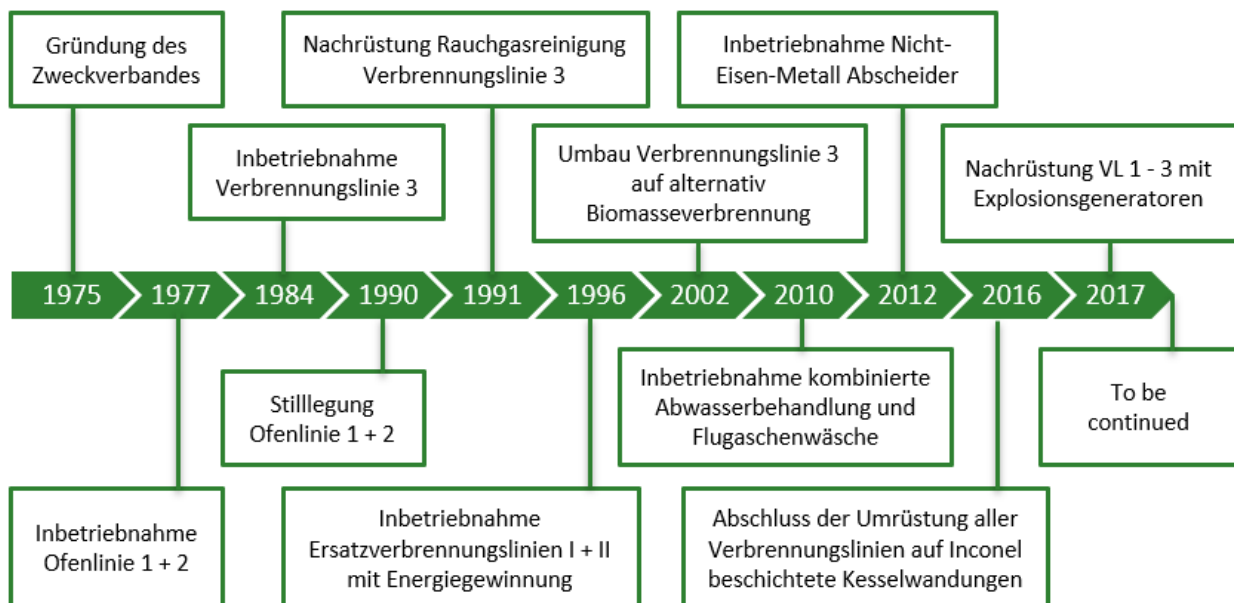 Gründung des
Zweckverbandes
Nachrüstung Rauchgasreinigung
Verbrennungslinie 3
Inbetriebnahme Nicht-
Eisen-Metall Abscheider
Inbetriebnahme
Verbrennungslinie 3
Umbau Verbrennungslinie 3
auf alternativ
Biomasseverbrennung
Nachrüstung VL 1 - 3 mit
Explosionsgeneratoren
1975 1977 1984 1990 1991 1996 2002 2010 2012 2016 2017
Stilllegung
Ofenlinie 1 + 2
Inbetriebnahme kombinierte
Abwasserbehandlung und
Flugaschenwäsche
To be
continued
Inbetriebnahme
Ofenlinie 1 + 2
Inbetriebnahme
Ersatzverbrennungslinien I + II
mit Energiegewinnung
Abschluss der Umrüstung aller
Verbrennungslinien auf Inconel
beschichtete Kesselwandungen